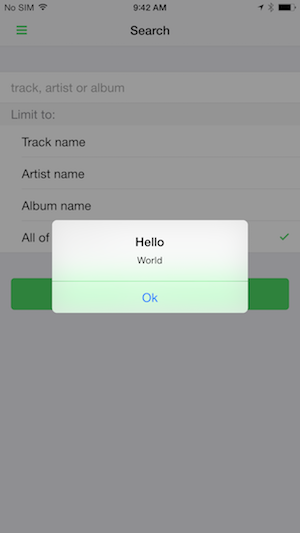 No SIM 9:42 AM
Search
track, artist or album
Limit to:
Track name
Artist name
Album name
All of
Hello
World
Ok